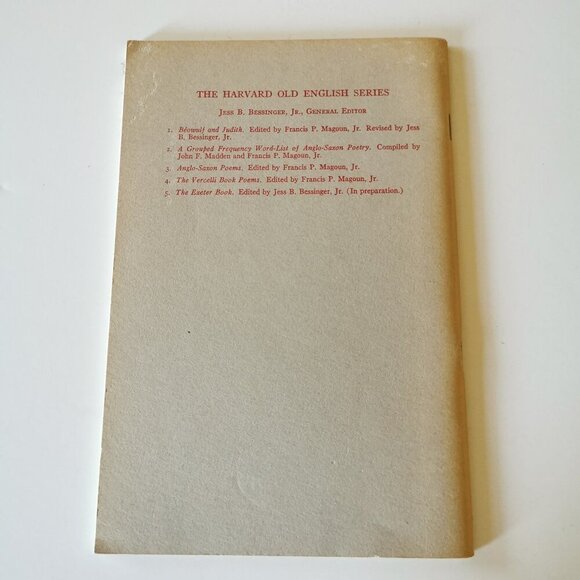 THE HARVARD OLD ENGLISH SERIES
Jess B. Bessinger, Jr., General Editor
1. Bēowulf and Judith. Edited by Francis P. Magoun, Jr. Revised by Jess
B. Bessinger, Jr.
2. A Grouped Frequency Word-List of Anglo-Saxon Poetry. Compiled by
John F. Madden and Francis P. Magoun, Jr.
3. Anglo-Saxon Poems. Edited by Francis P. Magoun, Jr.
4. The Vercelli Book Poems. Edited by Francis P. Magoun, Jr.
5. The Exeter Book. Edited by Jess B. Bessinger, Jr. (In preparation.)